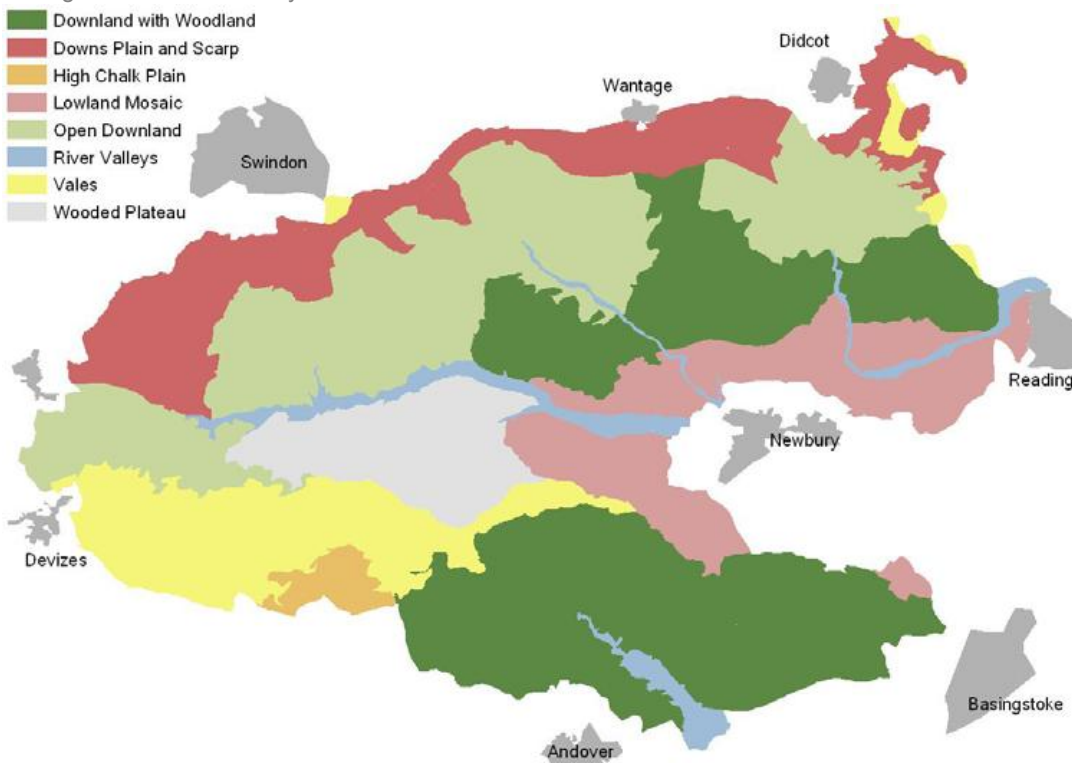 Downland with Woodland
Downs Plain and Scarp
High Chalk Plain
Lowland Mosaic
Open Downland
River Valleys
Vales
Wooded Plateau
Didcot
Wantage
Swindon
Reading
Newbury
Devizes
Basingstoke
Andover